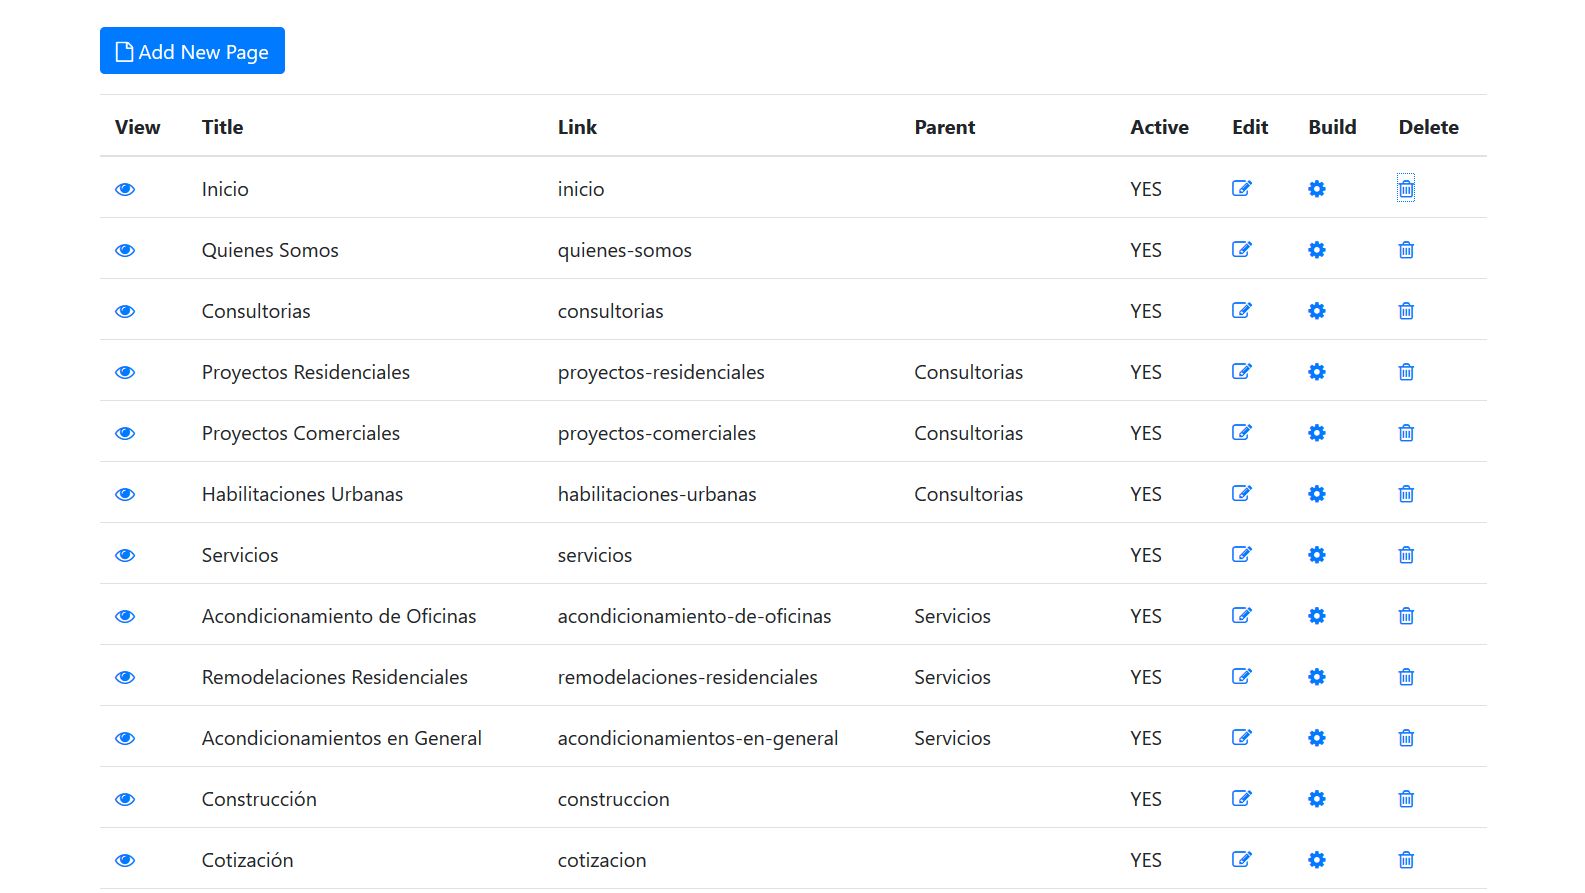 Add New Page
View Title Link Parent Active Edit Build Delete
Inicio inicio YES
Quienes Somos quienes-somos YES
Consultorias consultorias YES
Proyectos Residenciales proyectos-residenciales Consultorias YES
Proyectos Comerciales proyectos-comerciales Consultorias YES
Habilitaciones Urbanas habilitaciones-urbanas Consultorias YES
Servicios servicios YES
Acondicionamiento de Oficinas acondicionamiento-de-oficinas Servicios YES
Remodelaciones Residenciales remodelaciones-residenciales Servicios YES
Acondicionamientos en General acondicionamientos-en-general Servicios YES
Construcción construccion YES
Cotización cotizacion YES